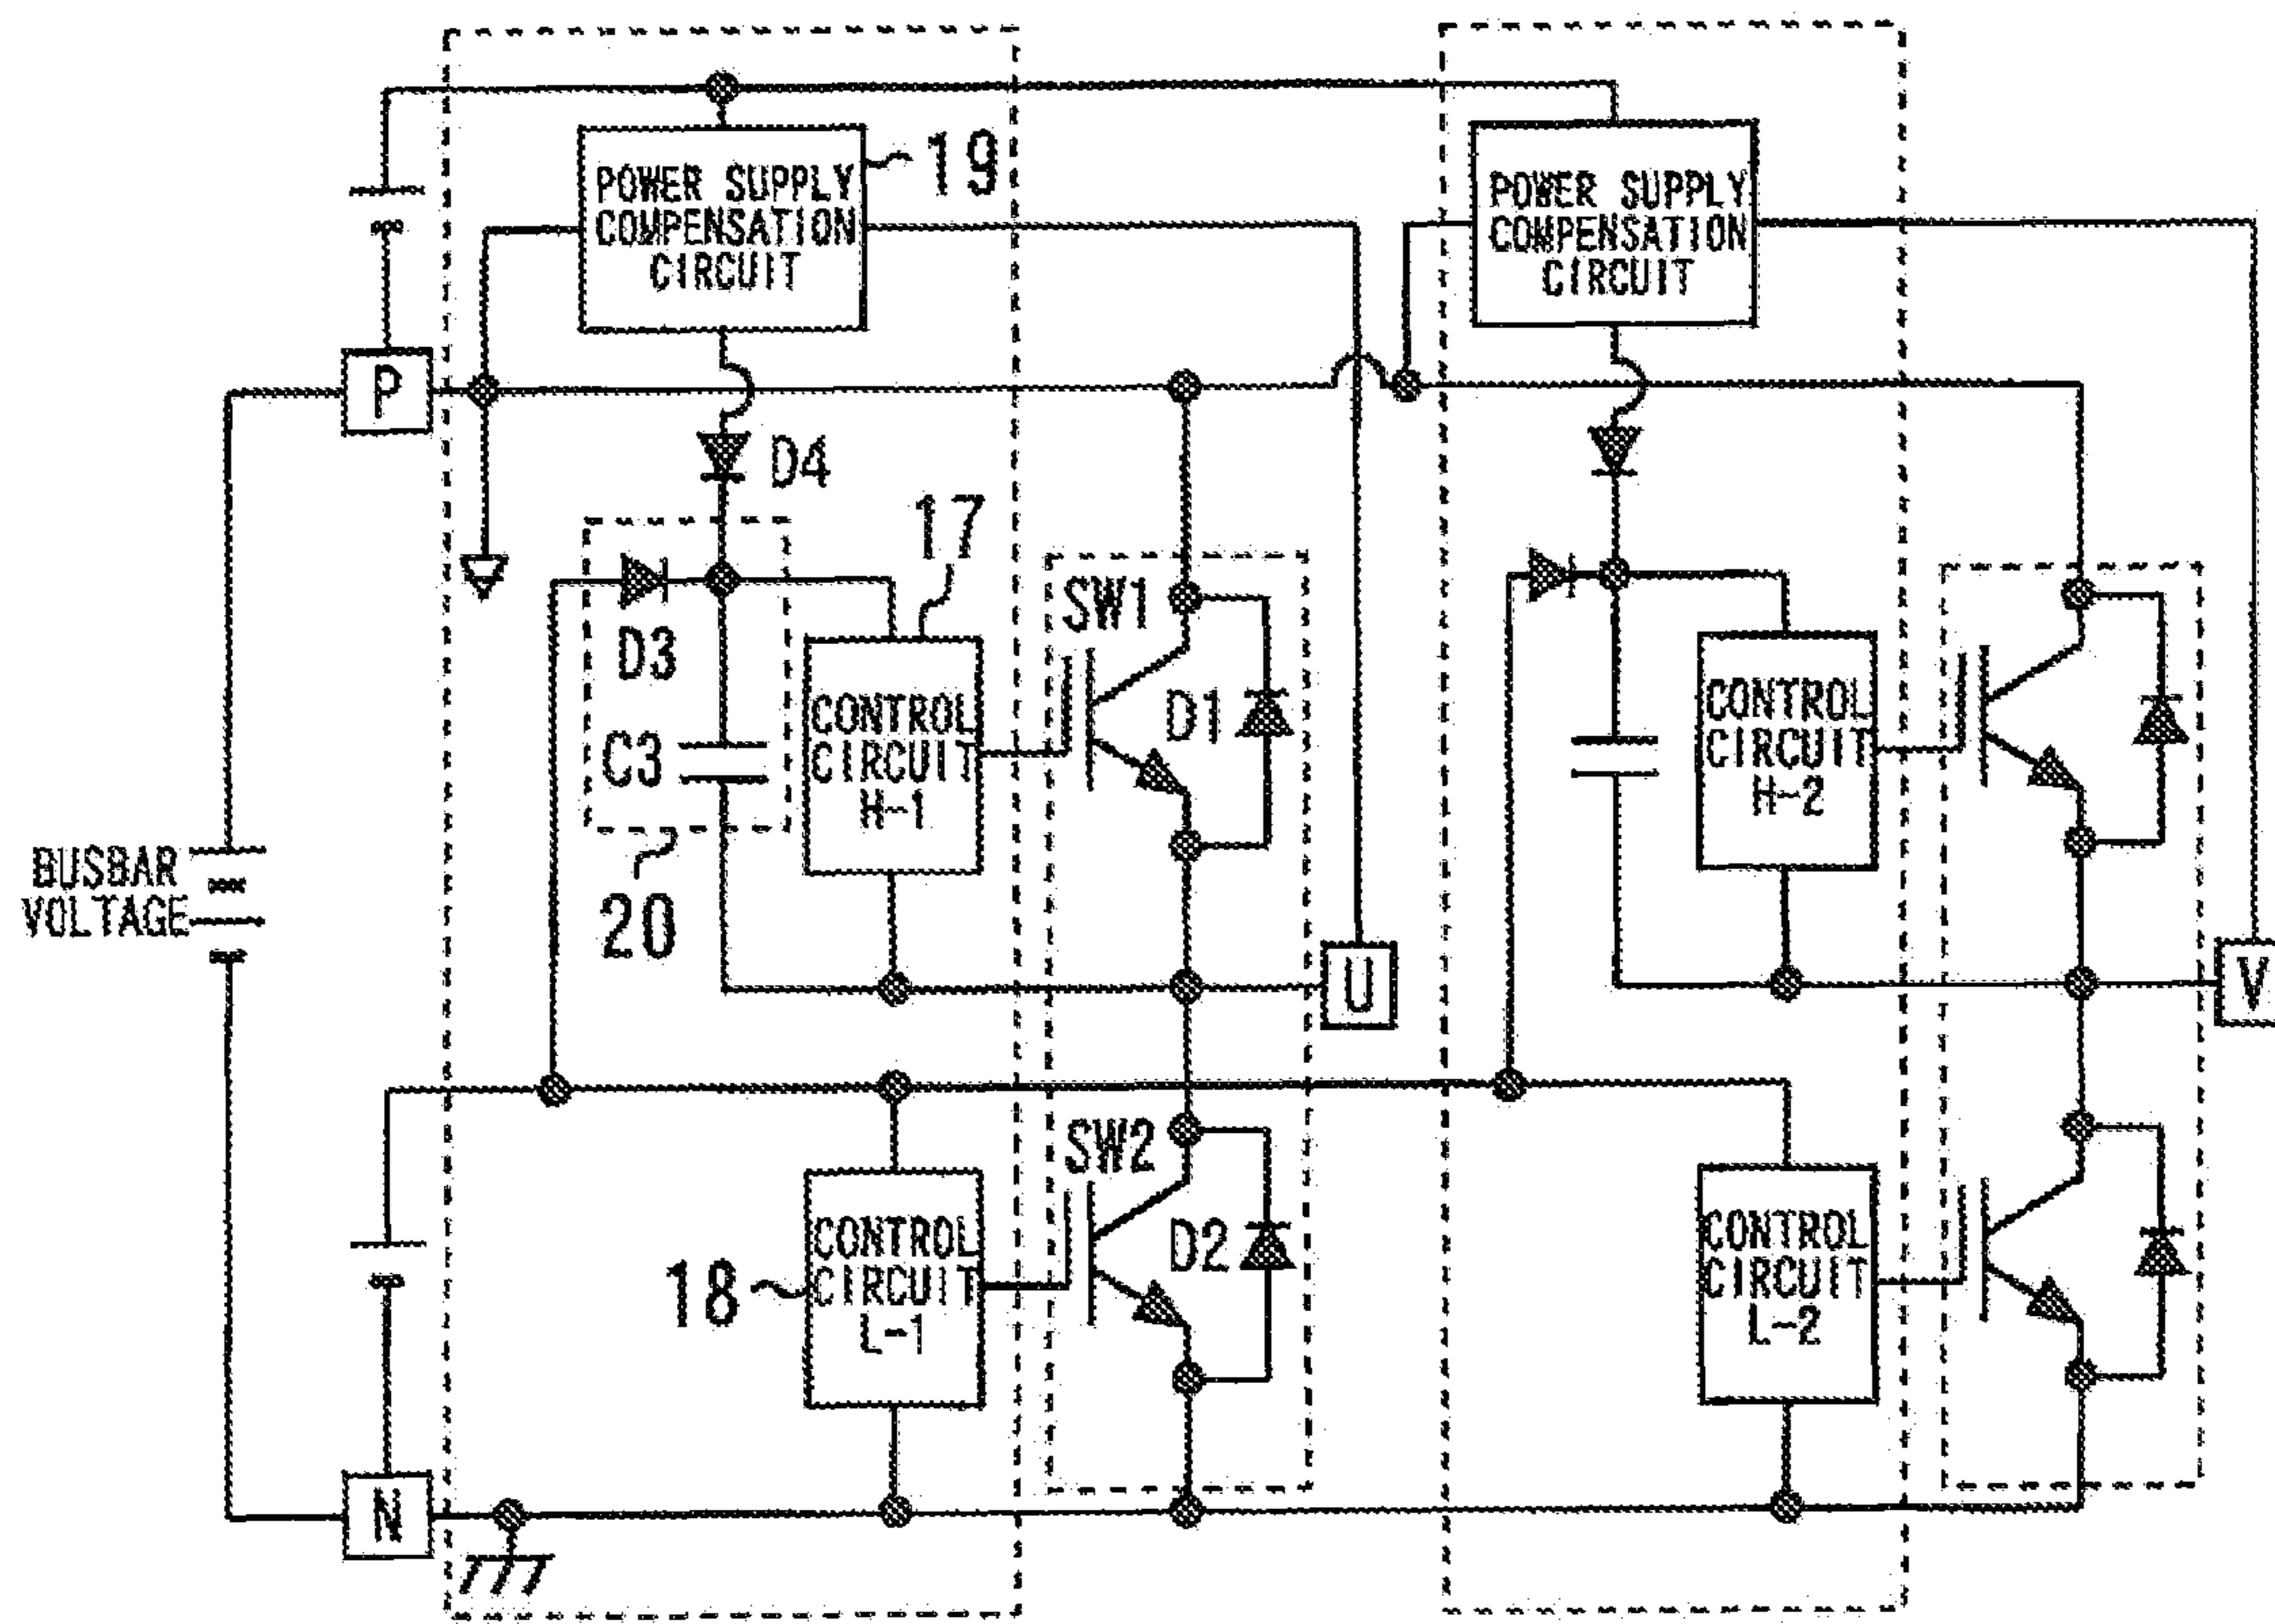 POWER SUPPLY
COMPENSATION
CIRCUIT
19
POWER SUPPLY
COMPENSATION
CIRCUIT
P
D4
17
SW1
D3
CONTROL
CIRCUIT
H-1
D1
C3
CONTROL
CIRCUIT
H-2
BUSBAR
VOLTAGE
20
U
V
SW2
CONTROL
CIRCUIT
L-1
D2
18
CONTROL
CIRCUIT
L-2
N